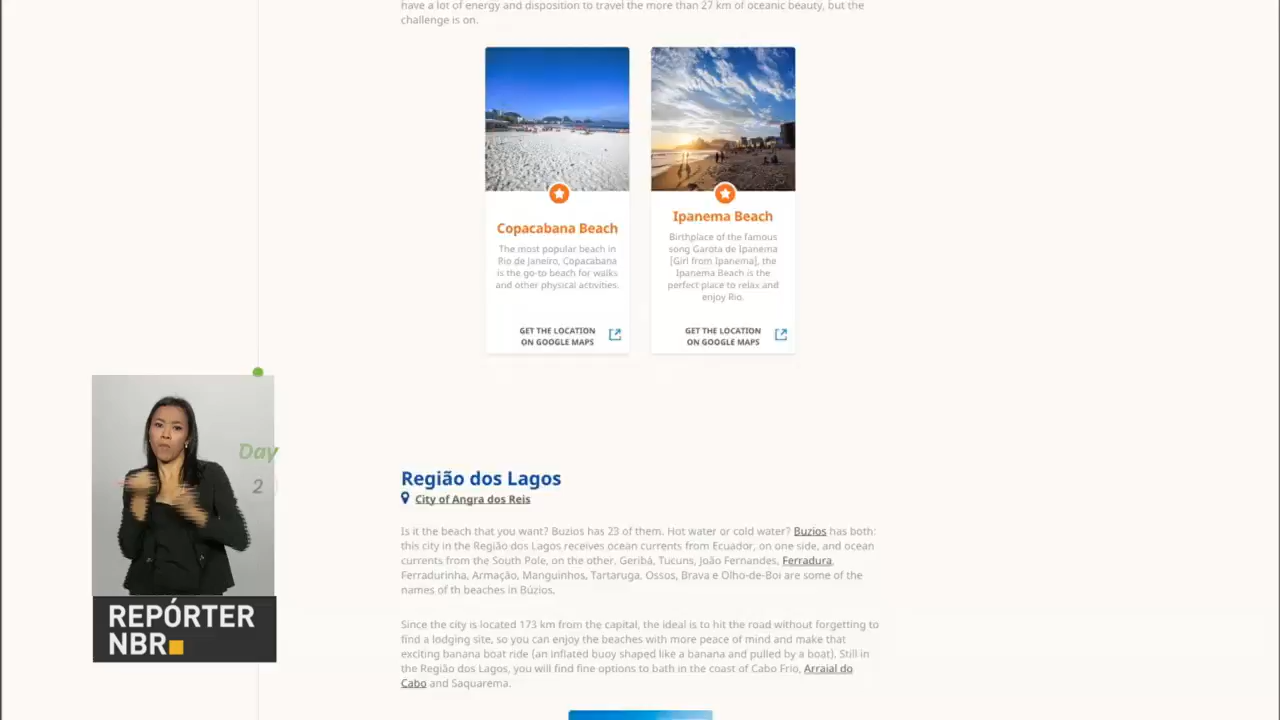 have a lot of energy and disposition to travel the more than 27 km of oceanic beauty, but the
challenge is on.
Copacabana Beach
The most popular beach in
Rio de Janeiro, Copacabana
is the go-to beach for walks
and other physical activities.
GET THE LOCATION
ON GOOGLE MAPS
Ipanema Beach
Birthplace of the famous
song Garota de Ipanema
[Girl from Ipanema], the
Ipanema Beach is the
perfect place to relax and
enjoy Rio.
GET THE LOCATION
ON GOOGLE MAPS
Day
2
Região dos Lagos
City of Angra dos Reis
Is it the beach that you want? Buzios has 23 of them. Hot water or cold water? Buzios has both:
this city in the Região dos Lagos receives ocean currents from Ecuador, on one side, and ocean
currents from the South Pole, on the other. Geribá, Tucuns, João Fernandes, Ferradura,
Ferradurinha, Armação, Manguinhos, Tartaruga, Ossos, Brava e Olho-de-Boi are some of the
names of th beaches in Búzios.
Since the city is located 173 km from the capital, the ideal is to hit the road without forgetting to
find a lodging site, so you can enjoy the beaches with more peace of mind and make that
exciting banana boat ride (an inflated buoy shaped like a banana and pulled by a boat). Still in
the Região dos Lagos, you will find fine options to bath in the coast of Cabo Frio, Arraial do
Cabo and Saquarema.
REPÓRTER
NBR